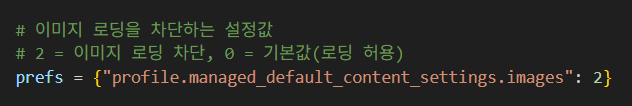 # 이미지 로딩을 차단하는 설정값
# 2 = 이미지 로딩 차단, 0 = 기본값(로딩 허용)
prefs = {"profile.managed_default_content_settings.images": 2}